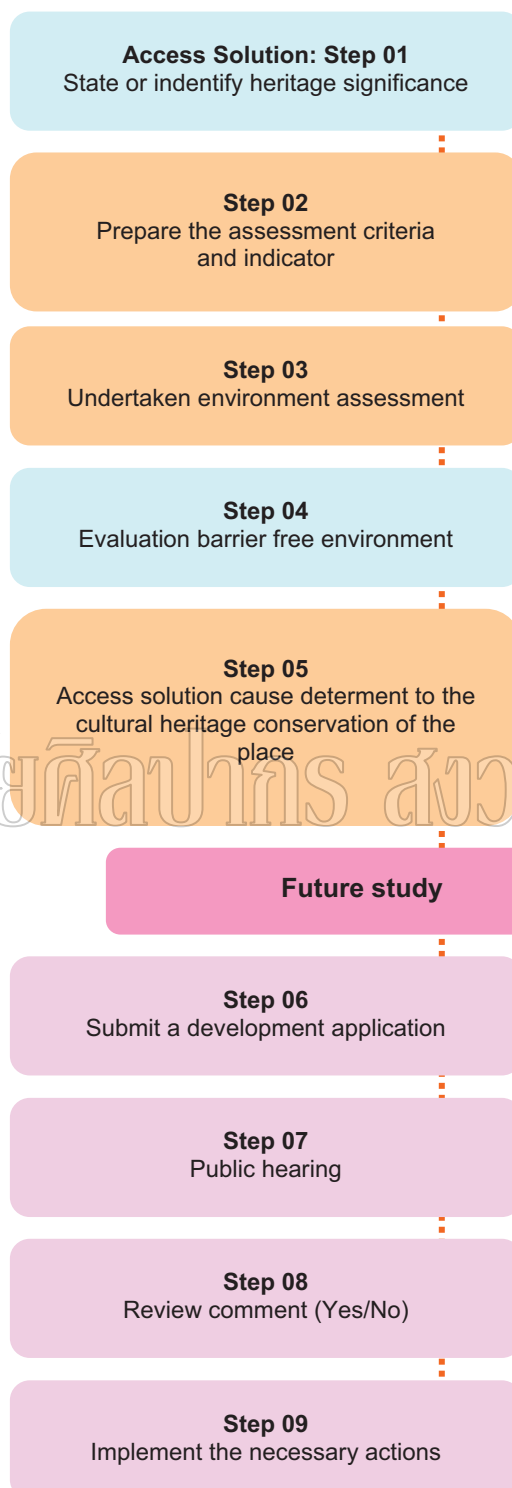 Access Solution: Step 01
State or indentify heritage significance
Step 02
Prepare the assessment criteria
and indicator
Step 03
Undertaken environment assessment
Step 04
Evaluation barrier free environment
Step 05
Access solution cause determent to the
cultural heritage conservation of the
place
Future study
Step 06
Submit a development application
Step 07
Public hearing
Step 08
Review comment (Yes/No)
Step 09
Implement the necessary actions